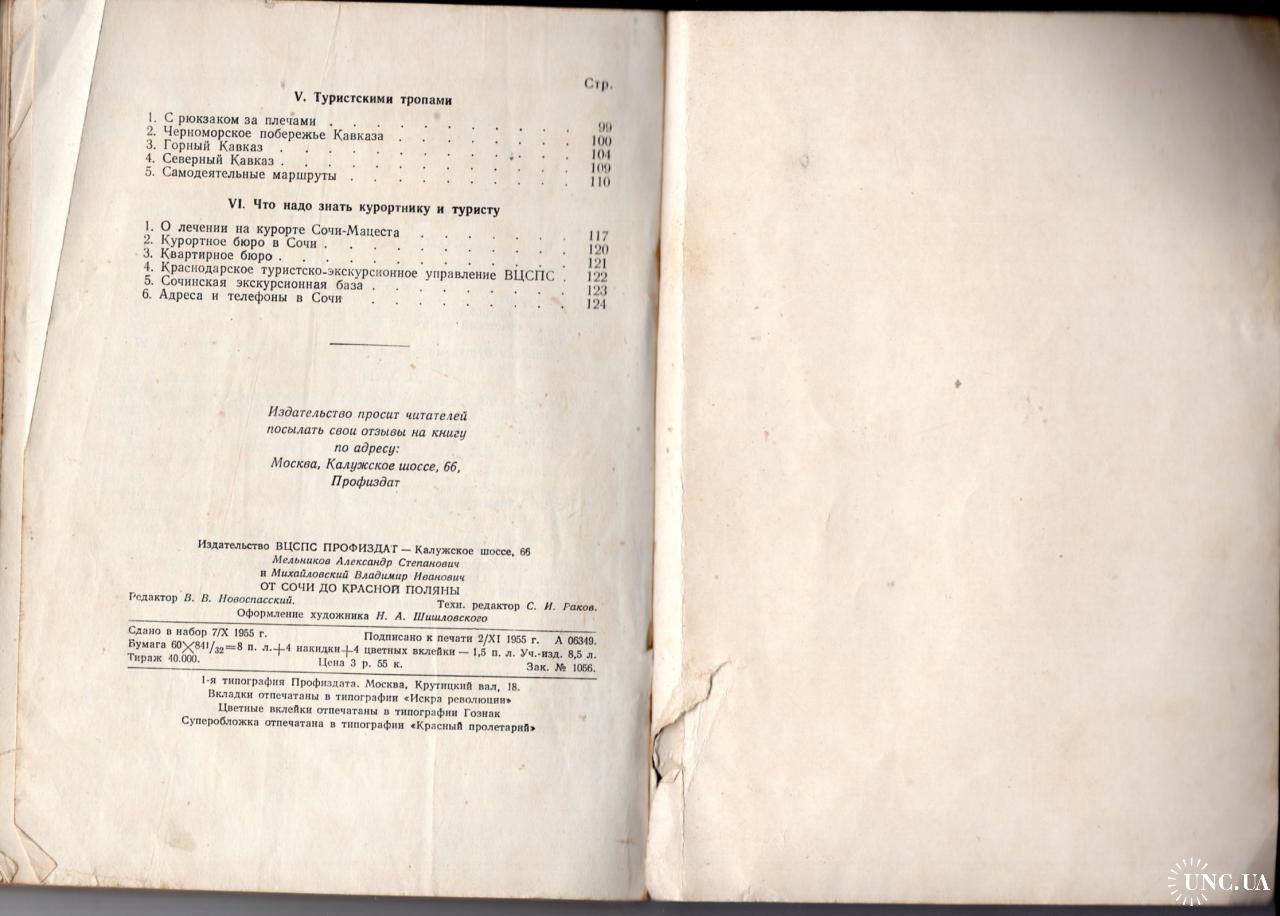 Стр.
V. Туристскими тропами
1. С рюкзаком за плечами . . . . . . . . . . 99
2. Черноморское побережье Кавказа . . . . . . . 100
3. Горный Кавказ . . . . . . . . . . . 104
4. Северный Кавказ . . . . . . . . . . . 109
5. Самодеятельные маршруты . . . . . . . . . . 110
VI. Что надо знать курортнику и туристу
1. О лечении на курорте Сочи-Мацеста . . . . . . 117
2. Курортное бюро в Сочи . . . . . . . . . . 120
3. Квартирное бюро . . . . . . . . . . . . 121
4. Краснодарское туристско-экскурсионное управление ВЦСПС . 122
5. Сочинская экскурсионная база . . . . . . . . 123
6. Адреса и телефоны в Сочи . . . . . . . . 124
Издательство просит читателей
посылать свои отзывы на книгу
по адресу:
Москва, Калужское шоссе, 66,
Профиздат
Издательство ВЦСПС ПРОФИЗДАТ — Калужское шоссе, 66
Мельников Александр Степанович
и Михайловский Владимир Иванович
ОТ СОЧИ ДО КРАСНОЙ ПОЛЯНЫ
Редактор В. В. Новоспасский. Техн. редактор С. И. Раков.
Оформление художника Н. А. Шишловского
Сдано в набор 7/X 1955 г. Подписано к печати 2/XI 1955 г. А 06349.
Бумага 60×84 1/32=8 п. л.+4 накидки+4 цветных вклейки — 1,5 п. л. Уч.-изд. 8,5 л.
Тираж 40.000. Цена 3 р. 55 к. Зак. № 1056.
1-я типография Профиздата. Москва, Крутицкий вал, 18.
Вкладки отпечатаны в типографии «Искра революции»
Цветные вклейки отпечатаны в типографии Гознак
Суперобложка отпечатана в типографии «Красный пролетарий»
UNC.UA